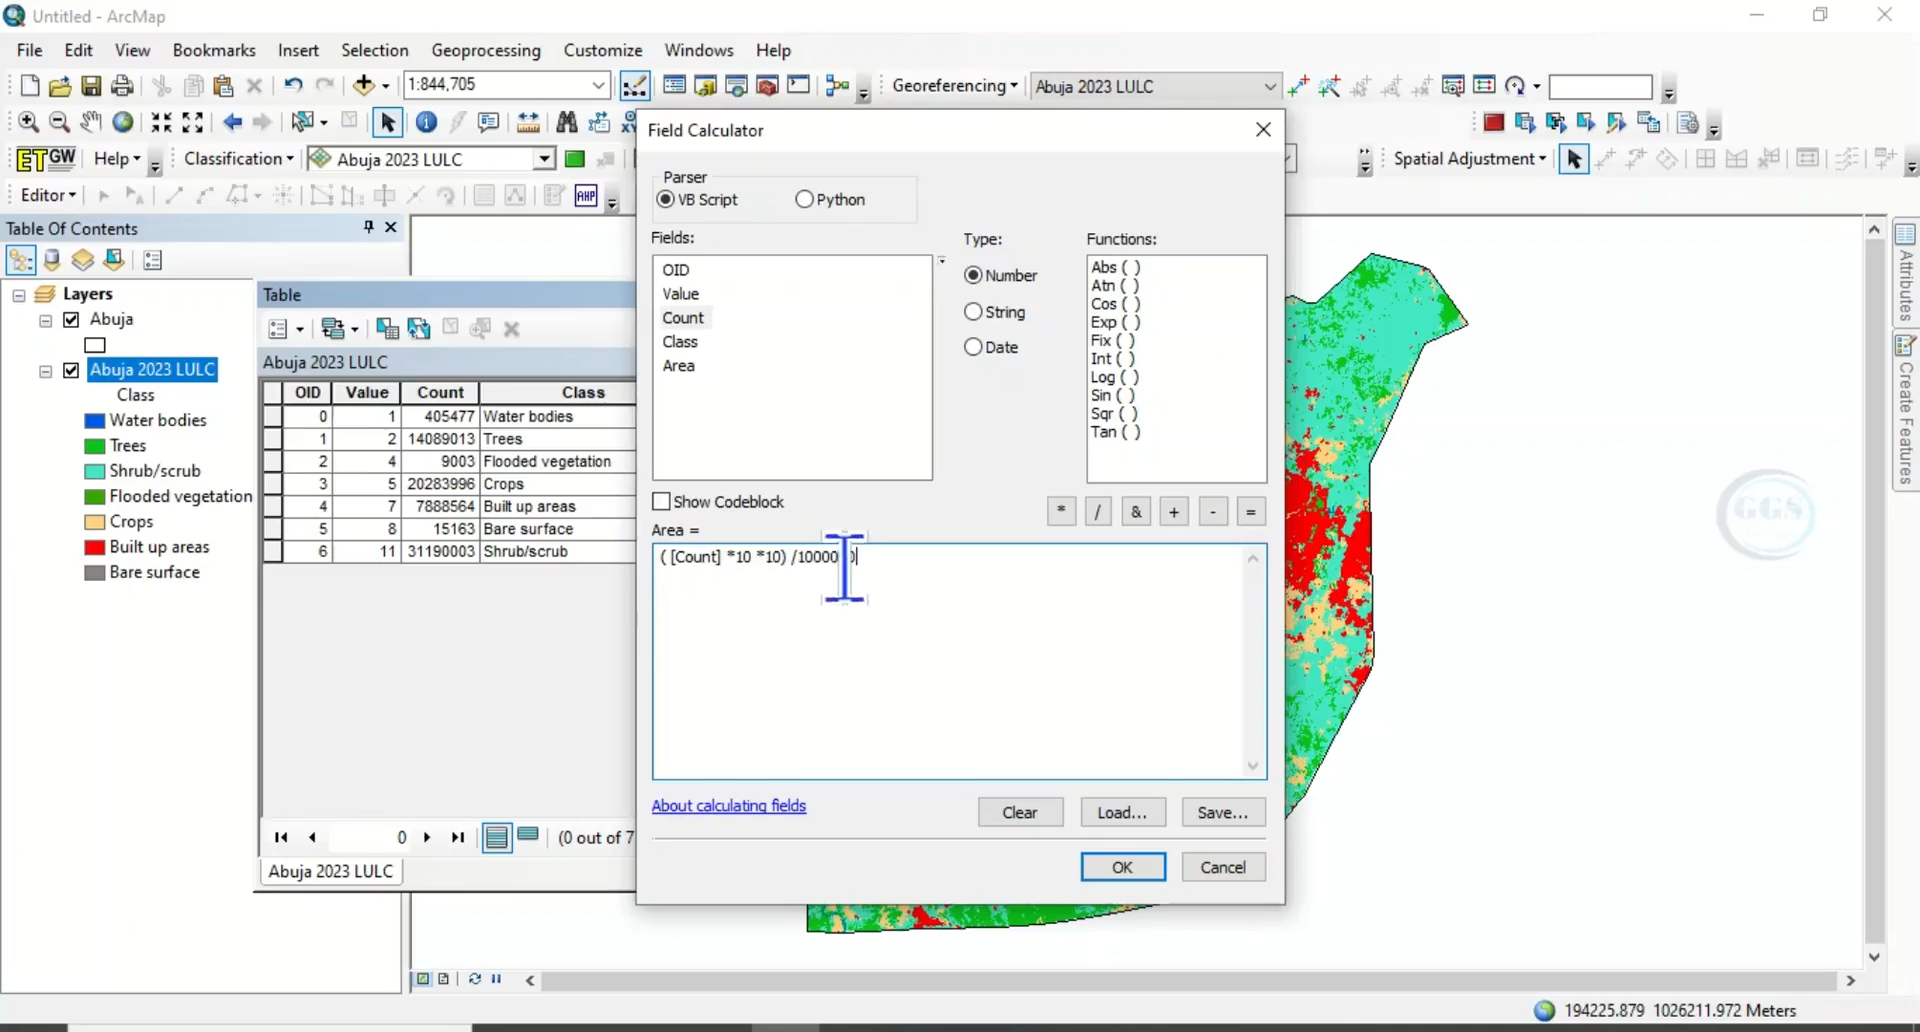 Untitled - ArcMap
File Edit View Bookmarks Insert Selection Geoprocessing Customize Windows Help
1:844,705
Georeferencing
Abuja 2023 LULC
ET GW Help
Classification
Abuja 2023 LULC
Spatial Adjustment
Editor
AHP
Table Of Contents
Layers
Abuja
Abuja 2023 LULC
Class
Water bodies
Trees
Shrub/scrub
Flooded vegetation
Crops
Built up areas
Bare surface
Table
Abuja 2023 LULC
OID Value Count Class
0 1 405477 Water bodies
1 2 14089013 Trees
2 4 9003 Flooded vegetation
3 5 20283996 Crops
4 7 7888564 Built up areas
5 8 15163 Bare surface
6 11 31190003 Shrub/scrub
0 (0 out of 7
Abuja 2023 LULC
Field Calculator
Parser
VB Script Python
Fields:
OID
Value
Count
Class
Area
Type:
Number
String
Date
Functions:
Abs ( )
Atn ( )
Cos ( )
Exp ( )
Fix ( )
Int ( )
Log ( )
Sin ( )
Sqr ( )
Tan ( )
Show Codeblock
* / & + - =
Area =
( [Count] *10 *10) /
About calculating fields
Clear Load... Save...
OK Cancel
Attributes
Create Features
GGS
194225.879 1026211.972 Meters